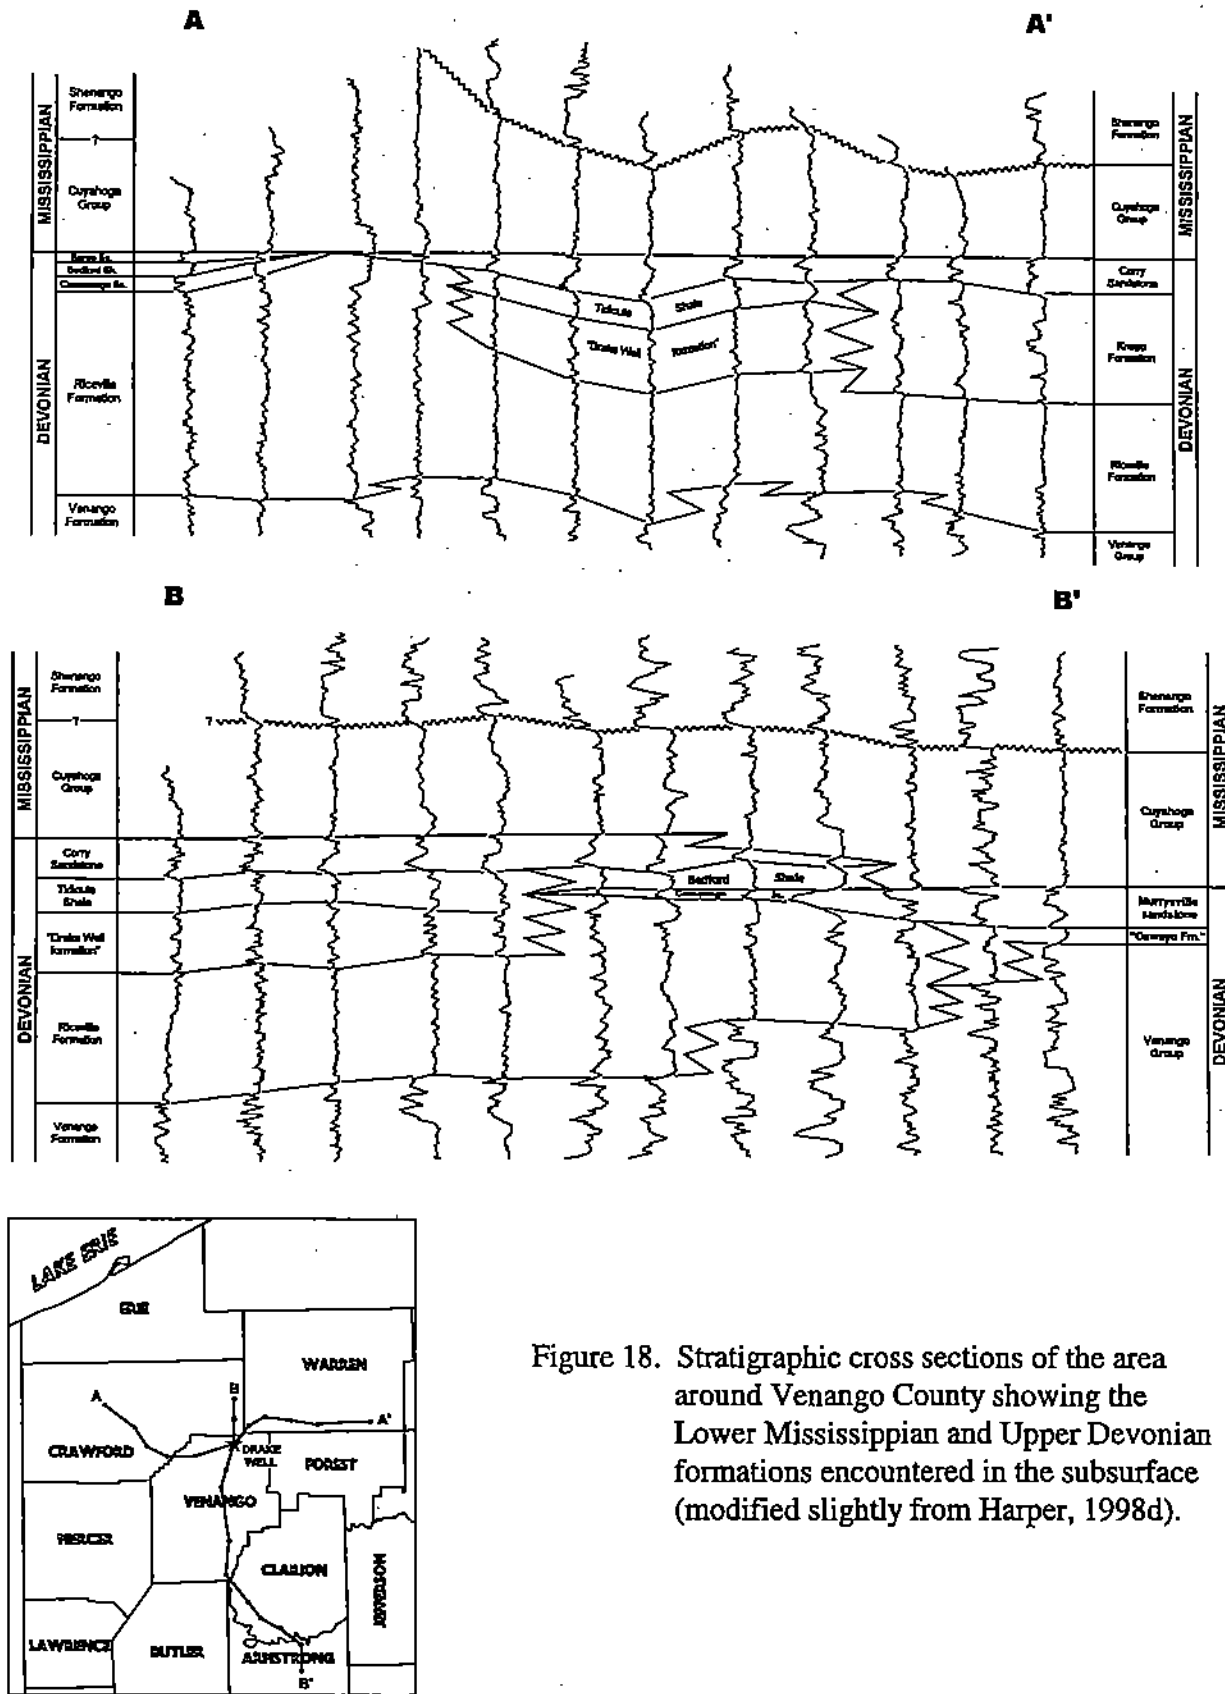 A
A'
MISSISSIPPIAN
DEVONIAN
Shenango
Formation
?
Cuyahoga
Group
Berea Ss.
Bedford Sh.
Riceville
Formation
Venango
Formation
Tidioute
Shale
"Drake Well
formation"
Shenango
Formation
Cuyahoga
Group
Corry
Sandstone
Knapp
Formation
Riceville
Formation
Venango
Group
MISSISSIPPIAN
DEVONIAN
B
B'
MISSISSIPPIAN
DEVONIAN
Shenango
Formation
?
Cuyahoga
Group
Corry
Sandstone
Tidioute
Shale
"Drake Well
formation"
Riceville
Formation
Venango
Formation
?
Bedford
Shale
Shenango
Formation
Cuyahoga
Group
Murrysville
sandstone
"Oswayo Fm."
Venango
Group
MISSISSIPPIAN
DEVONIAN
LAKE ERIE
ERIE
WARREN
A
B
A'
CRAWFORD
DRAKE
WELL
FOREST
VENANGO
MERCER
CLARION
JEFFERSON
LAWRENCE
BUTLER
ARMSTRONG
B'
Figure 18. Stratigraphic cross sections of the area
around Venango County showing the
Lower Mississippian and Upper Devonian
formations encountered in the subsurface
(modified slightly from Harper, 1998d).